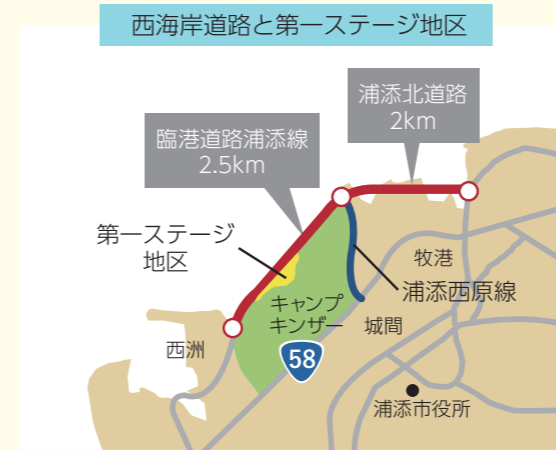 西海岸道路と第一ステージ地区
浦添北道路
2km
臨港道路浦添線
2.5km
第一ステージ
地区
牧港
浦添西原線
キャンプ
キンザー
城間
西洲
58
浦添市役所